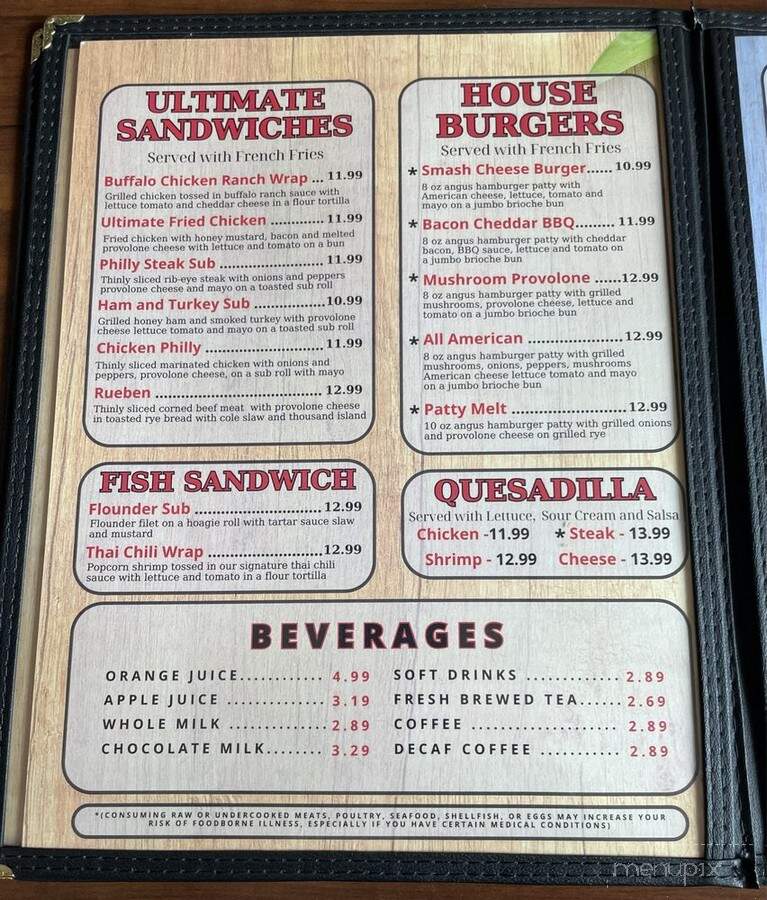 ULTIMATE
SANDWICHES
Served with French Fries
Buffalo Chicken Ranch Wrap ... 11.99
Grilled chicken tossed in buffalo ranch sauce with
lettuce tomato and cheddar cheese in a flour tortilla
Ultimate Fried Chicken ............ 11.99
Fried chicken with honey mustard, bacon and melted
provolone cheese with lettuce and tomato on a bun
Philly Steak Sub ........................ 11.99
Thinly sliced rib-eye steak with onions and peppers
provolone cheese and mayo on a toasted sub roll
Ham and Turkey Sub ................10.99
Grilled honey ham and smoked turkey with provolone
cheese lettuce tomato and mayo on a toasted sub roll
Chicken Philly ........................... 11.99
Thinly sliced marinated chicken with onions and
peppers, provolone cheese, on a sub roll with mayo
Rueben ...................................... 12.99
Thinly sliced corned beef meat with provolone cheese
in toasted rye bread with cole slaw and thousand island
FISH SANDWICH
Flounder Sub .............................12.99
Flounder filet on a hoagie roll with tartar sauce slaw
and mustard
Thai Chili Wrap ..........................12.99
Popcorn shrimp tossed in our signature thai chili
sauce with lettuce and tomato in a flour tortilla
HOUSE
BURGERS
Served with French Fries
* Smash Cheese Burger...... 10.99
8 oz angus hamburger patty with
American cheese, lettuce, tomato and
mayo on a jumbo brioche bun
* Bacon Cheddar BBQ......... 11.99
8 oz angus hamburger patty with cheddar
bacon, BBQ sauce, lettuce and tomato on
a jumbo brioche bun
* Mushroom Provolone ......12.99
8 oz angus hamburger patty with grilled
mushrooms, provolone cheese, lettuce and
tomato on a jumbo brioche bun
* All American ..................... 12.99
8 oz angus hamburger patty with grilled
mushrooms, onions, peppers, mushrooms
American cheese lettuce tomato and mayo
on a jumbo brioche bun
* Patty Melt ......................... 12.99
10 oz angus hamburger patty with grilled onions
and provolone cheese on grilled rye
QUESADILLA
Served with Lettuce, Sour Cream and Salsa
Chicken -11.99 * Steak - 13.99
Shrimp - 12.99 Cheese - 13.99
BEVERAGES
ORANGE JUICE........... 4.99
APPLE JUICE ............. 3.19
WHOLE MILK ............. 2.89
CHOCOLATE MILK........ 3.29
SOFT DRINKS ............ 2.89
FRESH BREWED TEA...... 2.69
COFFEE ................... 2.89
DECAF COFFEE ........... 2.89
*(CONSUMING RAW OR UNDERCOOKED MEATS, POULTRY, SEAFOOD, SHELLFISH, OR EGGS MAY INCREASE YOUR
RISK OF FOODBORNE ILLNESS, ESPECIALLY IF YOU HAVE CERTAIN MEDICAL CONDITIONS)
menupix